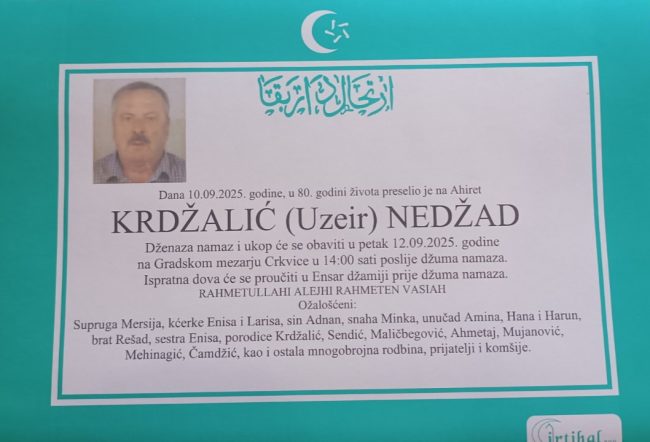 ارتحال دار بقا
Dana 10.09.2025. godine, u 80. godini života preselio je na Ahiret
KRDŽALIĆ (Uzeir) NEDŽAD
Dženaza namaz i ukop će se obaviti u petak 12.09.2025. godine
na Gradskom mezarju Crkvice u 14:00 sati poslije džuma namaza.
Ispratna dova će se proučiti u Ensar džamiji prije džuma namaza.
RAHMETULLAHI ALEJHI RAHMETEN VASIAH
Ožalošćeni:
Supruga Mersija, kćerke Enisa i Larisa, sin Adnan, snaha Minka, unučad Amina, Hana i Harun,
brat Rešad, sestra Enisa, porodice Krdžalić, Sendić, Maličbegović, Ahmetaj, Mujanović,
Mehinagić, Čamdžić, kao i ostala mnogobrojna rodbina, prijatelji i komšije.
irtihal